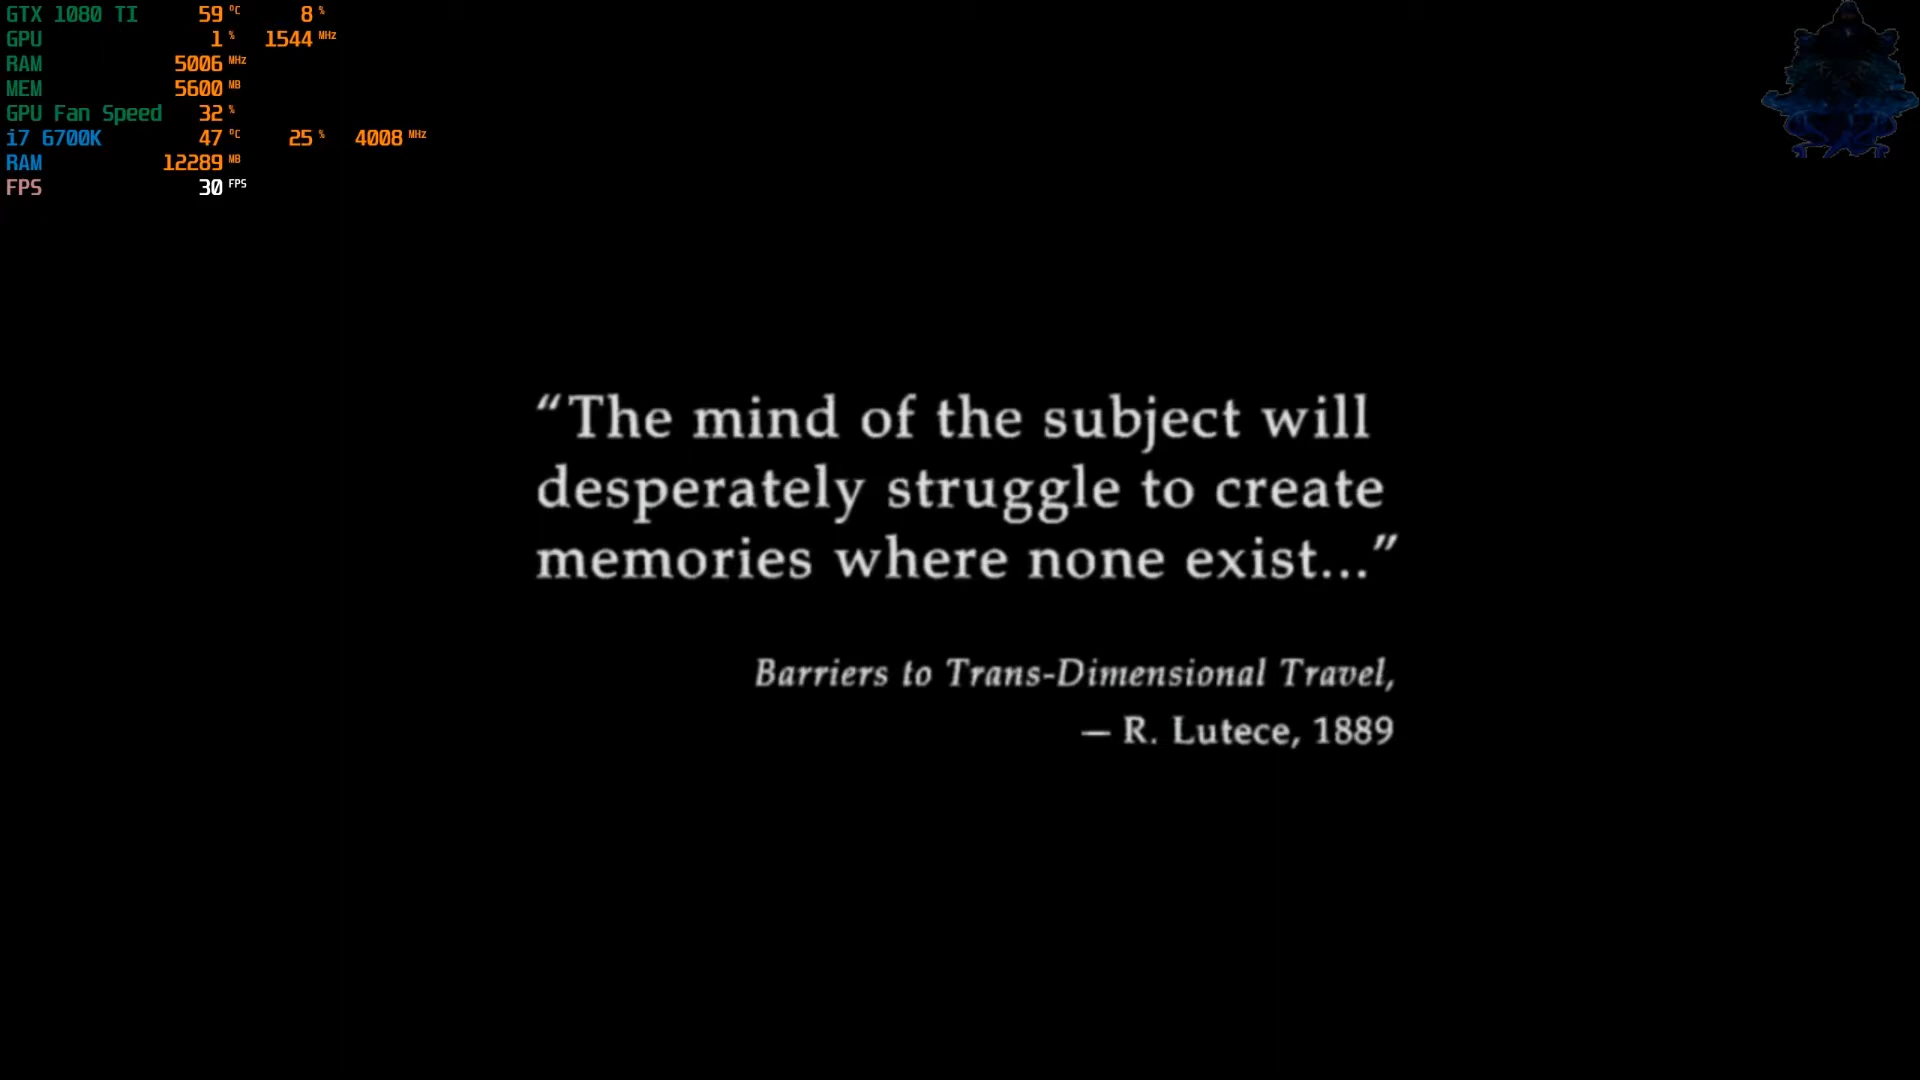 GTX 1080 TI 59 °C 8 %
GPU 1 % 1544 MHz
RAM 5006 MHz
MEM 5600 MB
GPU Fan Speed 32 %
i7 6700K 47 °C 25 % 4008 MHz
RAM 12289 MB
FPS 30 FPS
“The mind of the subject will
desperately struggle to create
memories where none exist...”
Barriers to Trans-Dimensional Travel,
— R. Lutece, 1889